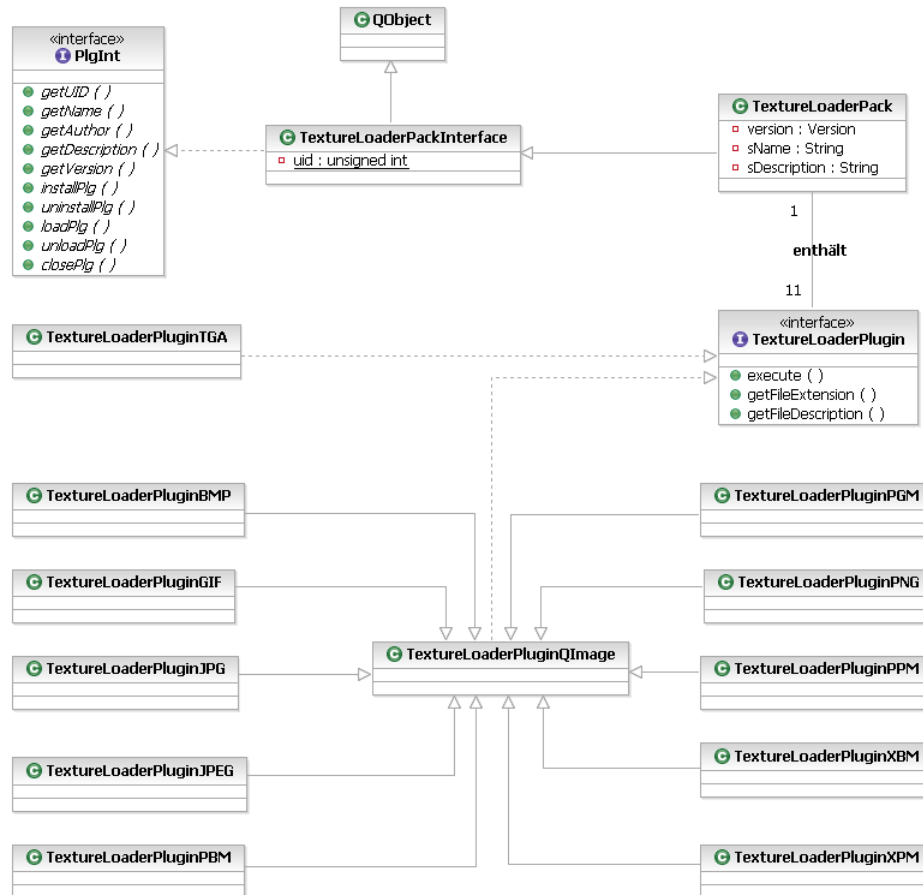 QObject
«interface»
PlgInt
getUID ( )
getName ( )
getAuthor ( )
getDescription ( )
getVersion ( )
installPlg ( )
uninstallPlg ( )
loadPlg ( )
unloadPlg ( )
closePlg ( )
TextureLoaderPackInterface
uid : unsigned int
TextureLoaderPack
version : Version
sName : String
sDescription : String
1
enthält
11
TextureLoaderPluginTGA
«interface»
TextureLoaderPlugin
execute ( )
getFileExtension ( )
getFileDescription ( )
TextureLoaderPluginBMP
TextureLoaderPluginPGM
TextureLoaderPluginGIF
TextureLoaderPluginPNG
TextureLoaderPluginQImage
TextureLoaderPluginJPG
TextureLoaderPluginPPM
TextureLoaderPluginJPEG
TextureLoaderPluginXBM
TextureLoaderPluginPBM
TextureLoaderPluginXPM